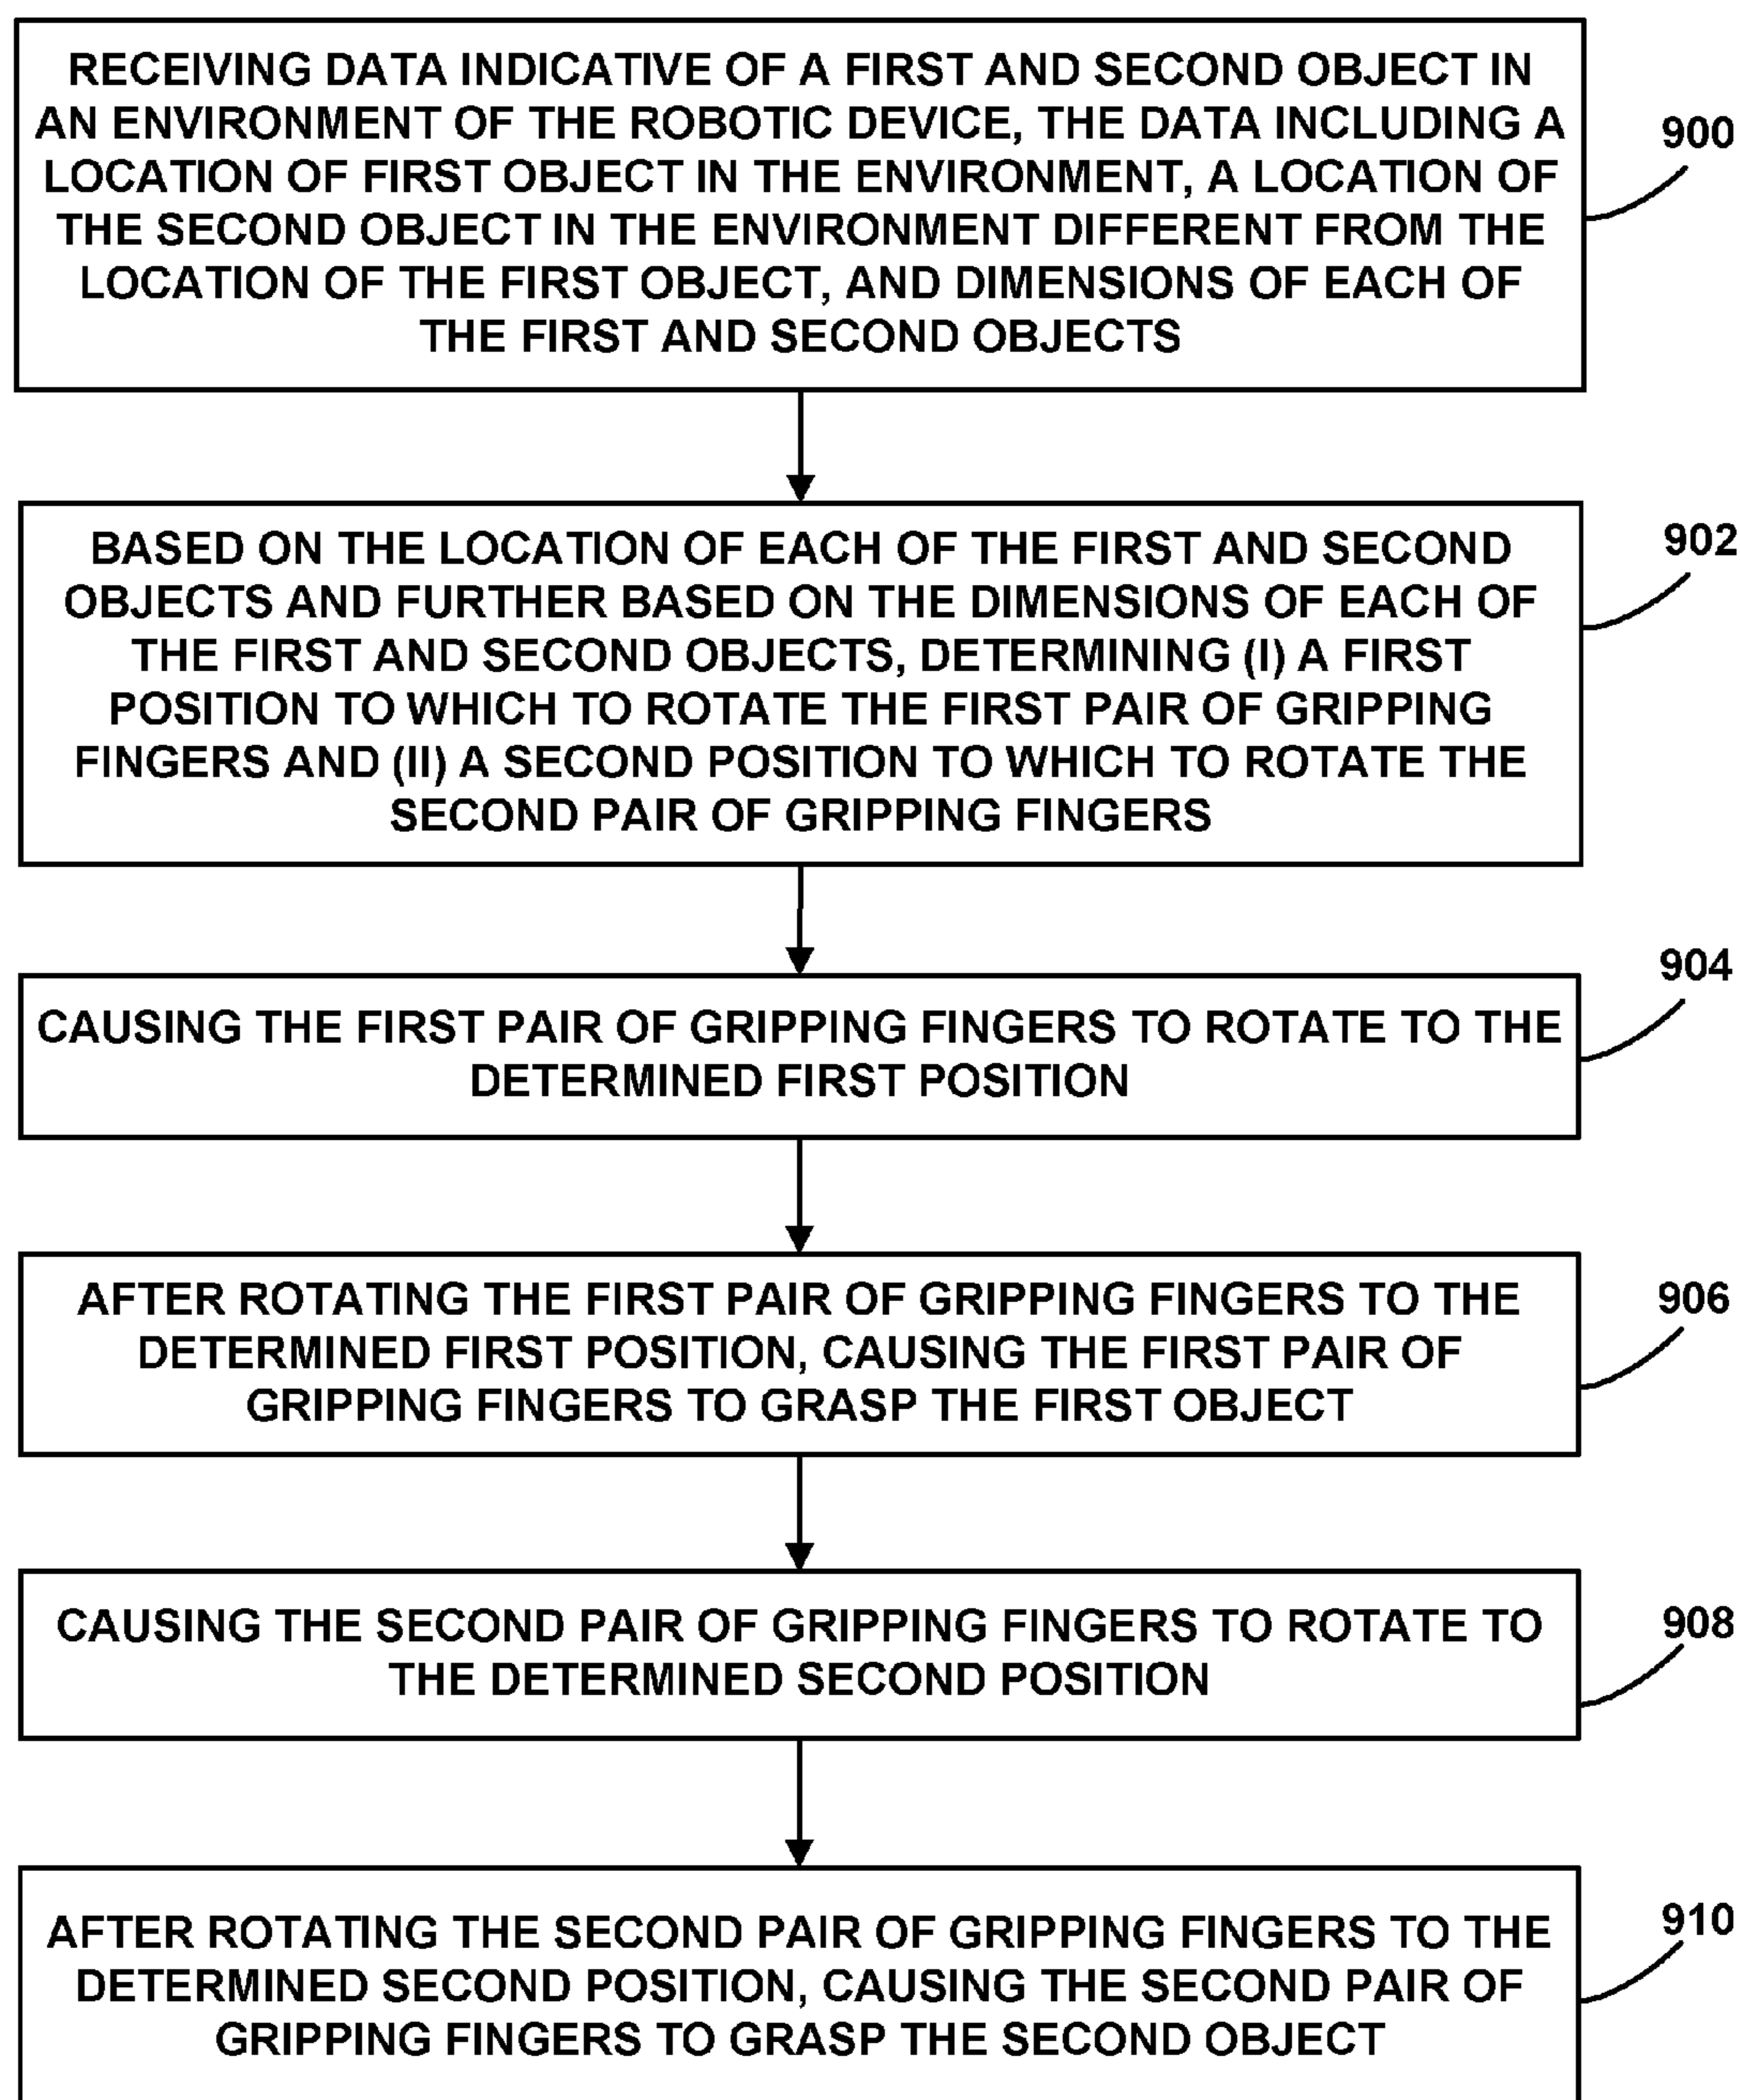 RECEIVING DATA INDICATIVE OF A FIRST AND SECOND OBJECT IN
AN ENVIRONMENT OF THE ROBOTIC DEVICE, THE DATA INCLUDING A
LOCATION OF FIRST OBJECT IN THE ENVIRONMENT, A LOCATION OF
THE SECOND OBJECT IN THE ENVIRONMENT DIFFERENT FROM THE
LOCATION OF THE FIRST OBJECT, AND DIMENSIONS OF EACH OF
THE FIRST AND SECOND OBJECTS
900
BASED ON THE LOCATION OF EACH OF THE FIRST AND SECOND
OBJECTS AND FURTHER BASED ON THE DIMENSIONS OF EACH OF
THE FIRST AND SECOND OBJECTS, DETERMINING (I) A FIRST
POSITION TO WHICH TO ROTATE THE FIRST PAIR OF GRIPPING
FINGERS AND (II) A SECOND POSITION TO WHICH TO ROTATE THE
SECOND PAIR OF GRIPPING FINGERS
902
CAUSING THE FIRST PAIR OF GRIPPING FINGERS TO ROTATE TO THE
DETERMINED FIRST POSITION
904
AFTER ROTATING THE FIRST PAIR OF GRIPPING FINGERS TO THE
DETERMINED FIRST POSITION, CAUSING THE FIRST PAIR OF
GRIPPING FINGERS TO GRASP THE FIRST OBJECT
906
CAUSING THE SECOND PAIR OF GRIPPING FINGERS TO ROTATE TO
THE DETERMINED SECOND POSITION
908
AFTER ROTATING THE SECOND PAIR OF GRIPPING FINGERS TO THE
DETERMINED SECOND POSITION, CAUSING THE SECOND PAIR OF
GRIPPING FINGERS TO GRASP THE SECOND OBJECT
910